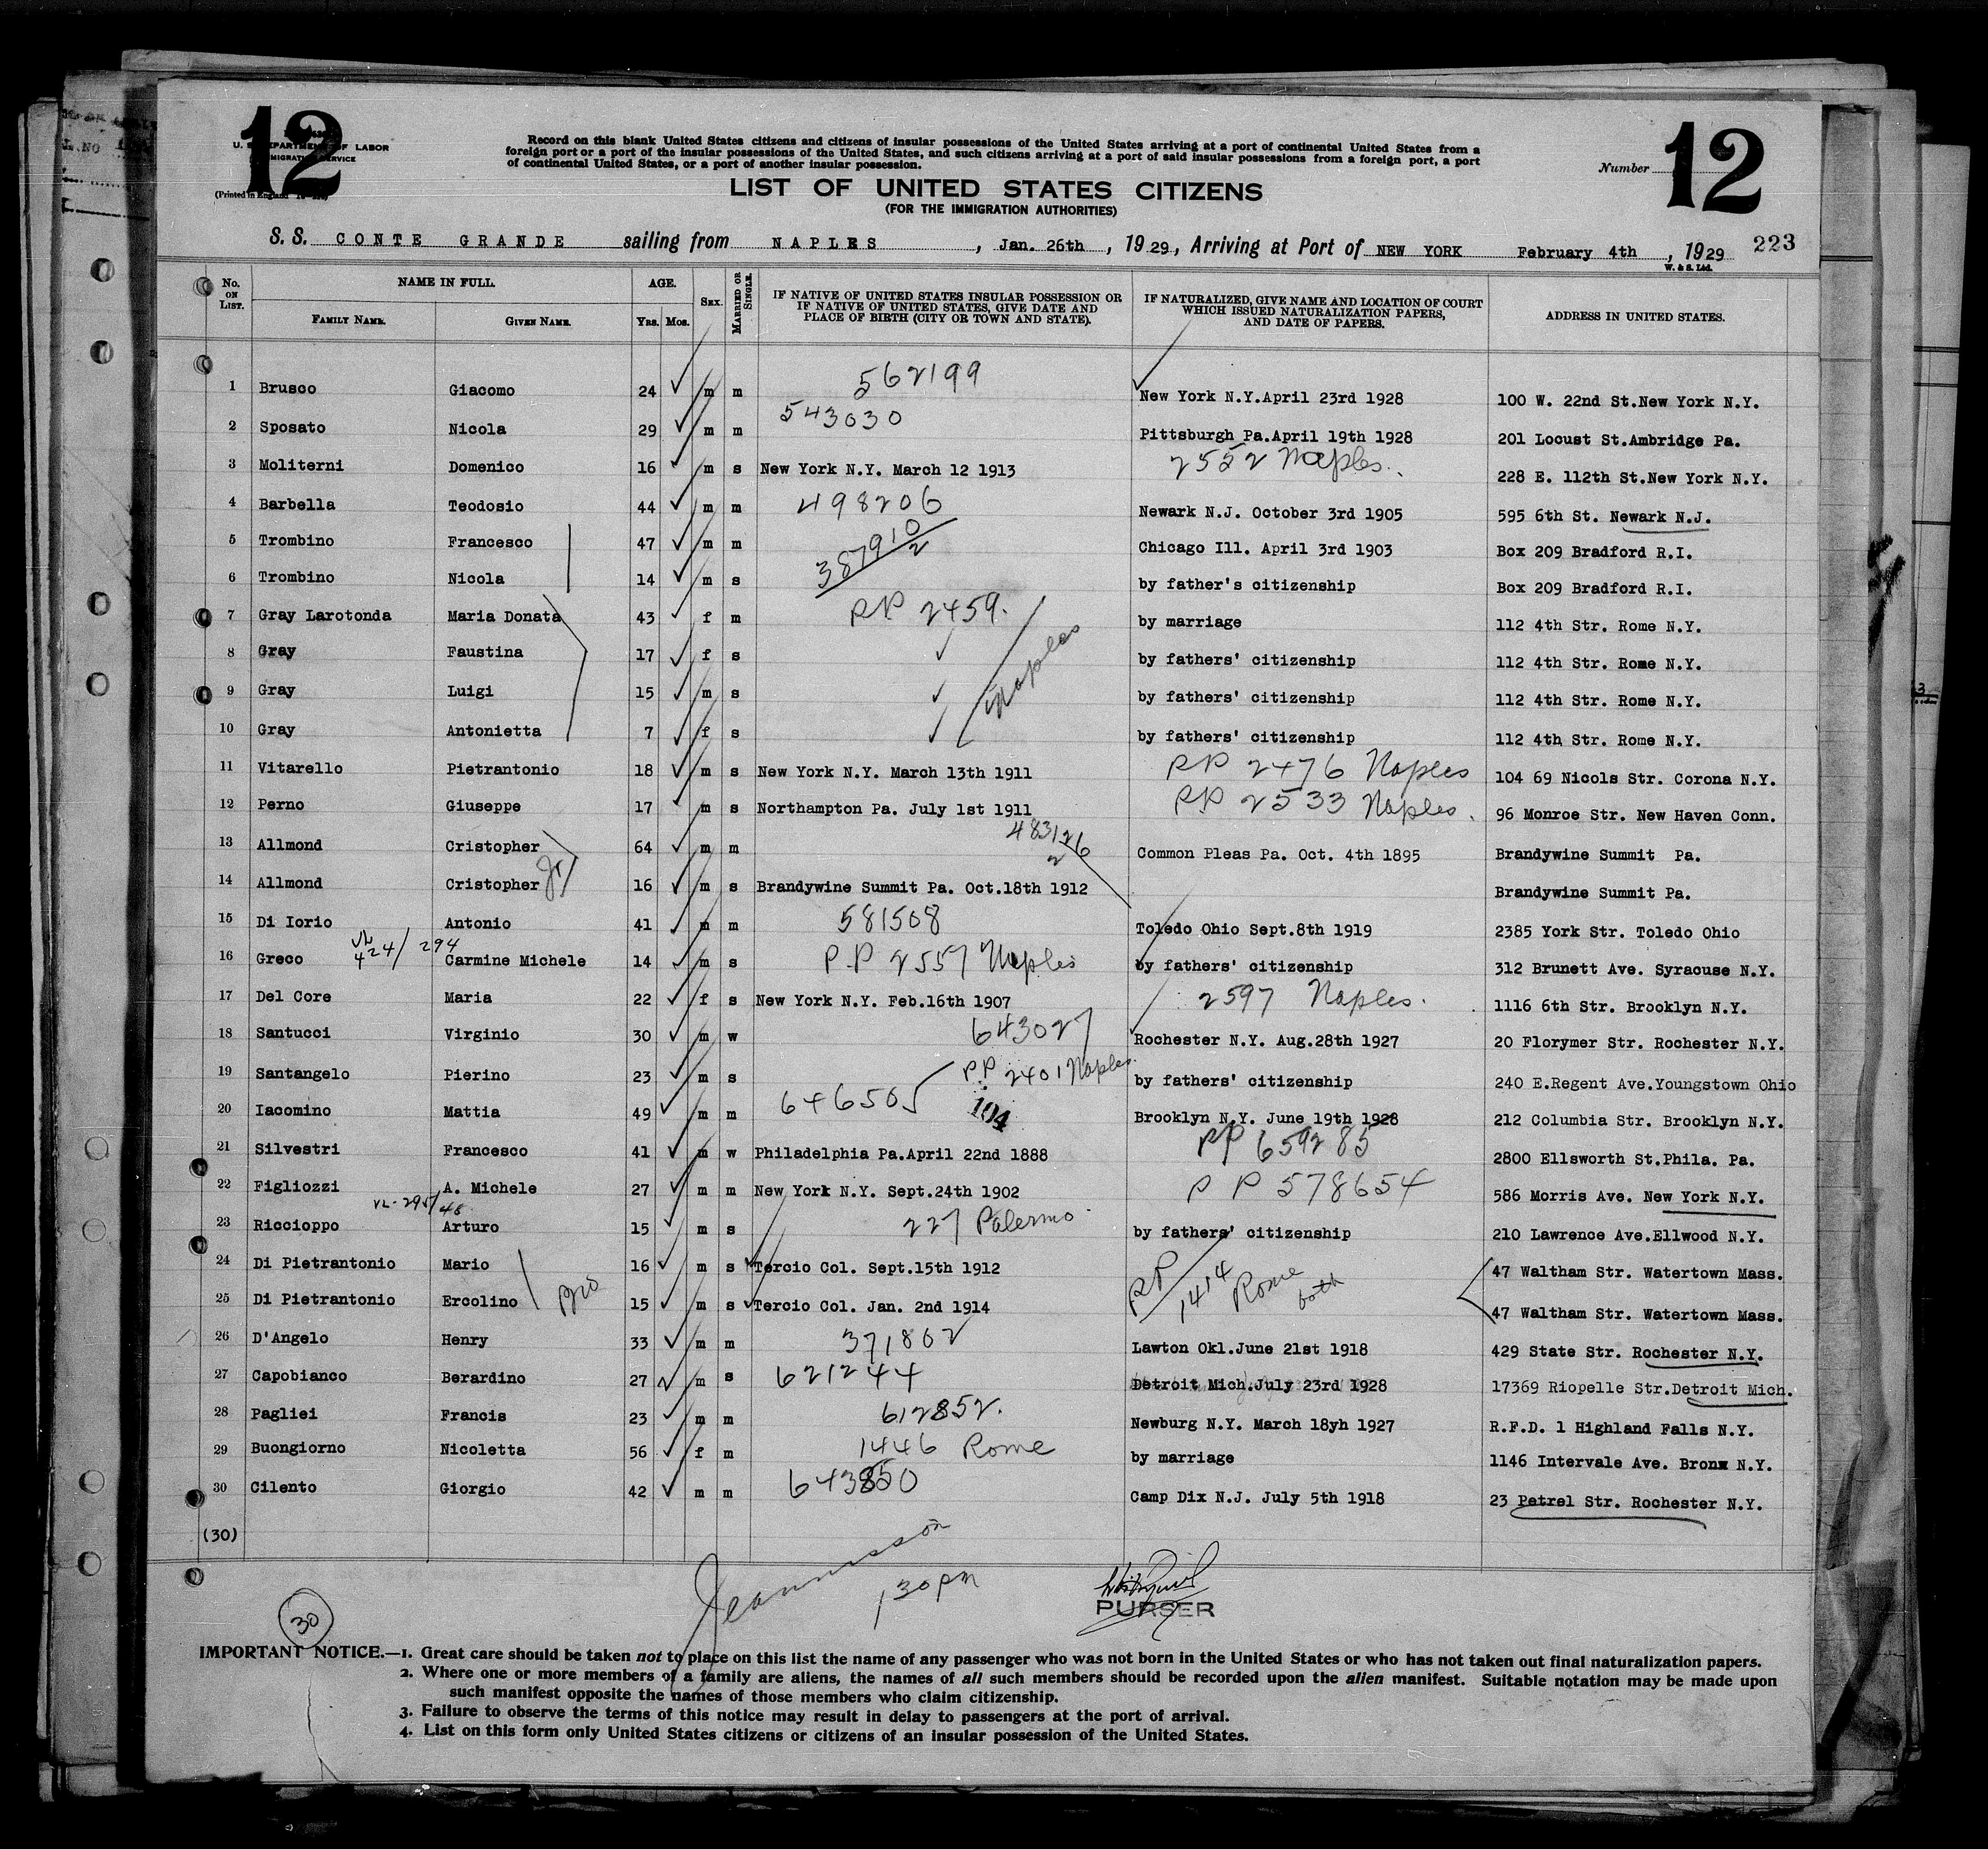 12
U. S. DEPARTMENT OF LABOR
IMMIGRATION SERVICE
(Printed in England
Record on this blank United States citizens and citizens of insular possessions of the United States arriving at a port of continental United States from a
foreign port or a port of the insular possessions of the United States, and such citizens arriving at a port of said insular possessions from a foreign port, a port
of continental United States, or a port of another insular possession.
Number 12
LIST OF UNITED STATES CITIZENS
(FOR THE IMMIGRATION AUTHORITIES)
S. S. CONTE GRANDE sailing from NAPLES, Jan. 26th, 1929, Arriving at Port of NEW YORK February 4th, 1929 223
W. & S. Ltd.
No. ON LIST. NAME IN FULL. AGE. SEX. MARRIED OR SINGLE. IF NATIVE OF UNITED STATES INSULAR POSSESSION OR IF NATIVE OF UNITED STATES, GIVE DATE AND PLACE OF BIRTH (CITY OR TOWN AND STATE). IF NATURALIZED, GIVE NAME AND LOCATION OF COURT WHICH ISSUED NATURALIZATION PAPERS, AND DATE OF PAPERS. ADDRESS IN UNITED STATES.
FAMILY NAME. GIVEN NAME. YRS. MOS.
1 Brusco Giacomo 24 m m 562199 New York N.Y.April 23rd 1928 100 W. 22nd St.New York N.Y.
2 Sposato Nicola 29 m m 543030 Pittsburgh Pa.April 19th 1928 201 Locust St.Ambridge Pa.
3 Moliterni Domenico 16 m s New York N.Y. March 12 1913 2552 Naples. 228 E. 112th St.New York N.Y.
4 Barbella Teodosio 44 m m 498206 Newark N.J. October 3rd 1905 595 6th St. Newark N.J.
5 Trombino Francesco 47 m m 387910/2 Chicago Ill. April 3rd 1903 Box 209 Bradford R.I.
6 Trombino Nicola 14 m s by father's citizenship Box 209 Bradford R.I.
7 Gray Larotonda Maria Donata 43 f m PP 2459. Naples by marriage 112 4th Str. Rome N.Y.
8 Gray Faustina 17 f s by fathers' citizenship 112 4th Str. Rome N.Y.
9 Gray Luigi 15 m s by fathers' citizenship 112 4th Str. Rome N.Y.
10 Gray Antonietta 7 f s by fathers' citizenship 112 4th Str. Rome N.Y.
11 Vitarello Pietrantonio 18 m s New York N.Y. March 13th 1911 PP 2476 Naples 104 69 Nicols Str. Corona N.Y.
12 Perno Giuseppe 17 m s Northampton Pa. July 1st 1911 PP 2533 Naples. 96 Monroe Str. New Haven Conn.
13 Allmond Cristopher 64 m m 483126/2 Common Pleas Pa. Oct. 4th 1895 Brandywine Summit Pa.
14 Allmond Cristopher Jr 16 m s Brandywine Summit Pa. Oct.18th 1912 Brandywine Summit Pa.
15 Di Iorio Antonio 41 m m 581508 Toledo Ohio Sept.8th 1919 2385 York Str. Toledo Ohio
16 Greco VL 424/294 Carmine Michele 14 m s P.P 2557 Naples by fathers' citizenship 312 Brunett Ave. Syracuse N.Y.
17 Del Core Maria 22 f s New York N.Y. Feb.16th 1907 2597 Naples. 1116 6th Str. Brooklyn N.Y.
18 Santucci Virginio 30 m w 643027 Rochester N.Y. Aug.28th 1927 20 Florymer Str. Rochester N.Y.
19 Santangelo Pierino 23 m s PP 2401 Naples. by fathers' citizenship 240 E.Regent Ave.Youngstown Ohio
20 Iacomino Mattia 49 m m 646505 104 Brooklyn N.Y. June 19th 1928 212 Columbia Str. Brooklyn N.Y.
21 Silvestri Francesco 41 m w Philadelphia Pa.April 22nd 1888 PP 659285 2800 Ellsworth St.Phila. Pa.
22 Figliozzi A. Michele 27 m m New York N.Y. Sept.24th 1902 P P 578654 586 Morris Ave. New York N.Y.
23 Riccioppo VL-295/48 Arturo 15 m s 227 Palermo by fathers' citizenship 210 Lawrence Ave.Ellwood N.Y.
24 Di Pietrantonio Mario 16 m s Tercio Col. Sept.15th 1912 PP 1414 Rome both 47 Waltham Str. Watertown Mass.
25 Di Pietrantonio Ercolino Bro 15 m s Tercio Col. Jan. 2nd 1914 47 Waltham Str. Watertown Mass.
26 D'Angelo Henry 33 m m 371802 Lawton Okl.June 21st 1918 429 State Str. Rochester N.Y.
27 Capobianco Berardino 27 m s 621244 Detroit Mich.July 23rd 1928 17369 Riopelle Str.Detroit Mich.
28 Pagliei Francis 23 m m 612852. Newburg N.Y. March 18yh 1927 R.F.D. 1 Highland Falls N.Y.
29 Buongiorno Nicoletta 56 f m 1446 Rome by marriage 1146 Intervale Ave. Bronx N.Y.
30 Cilento Giorgio 42 m m 643850 Camp Dix N.J. July 5th 1918 23 Petrel Str. Rochester N.Y.
(30)
130 pm
PURSER
30
IMPORTANT NOTICE.—1. Great care should be taken not to place on this list the name of any passenger who was not born in the United States or who has not taken out final naturalization papers.
2. Where one or more members of a family are aliens, the names of all such members should be recorded upon the alien manifest. Suitable notation may be made upon
such manifest opposite the names of those members who claim citizenship.
3. Failure to observe the terms of this notice may result in delay to passengers at the port of arrival.
4. List on this form only United States citizens or citizens of an insular possession of the United States.